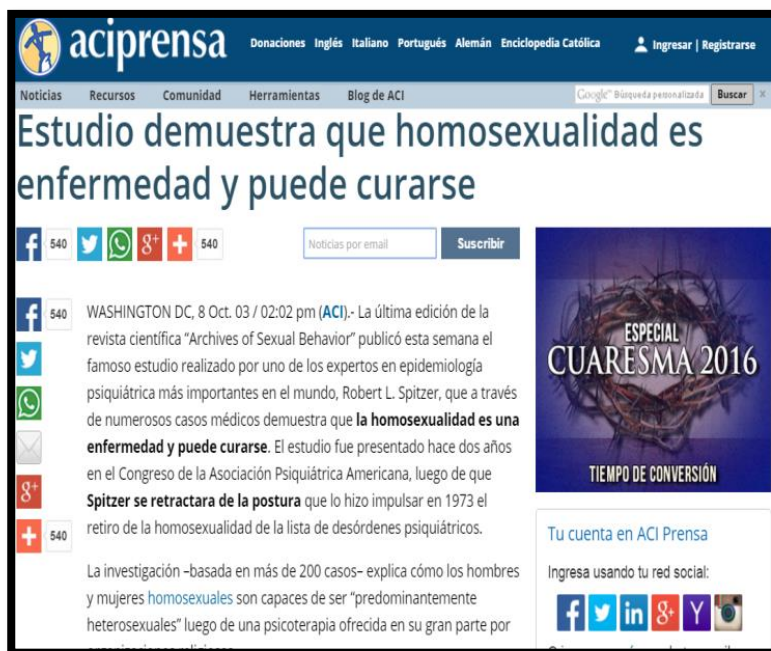 aciprensa
Donaciones Inglés Italiano Portugués Alemán Enciclopedia Católica
Ingresar | Registrarse
Noticias Recursos Comunidad Herramientas Blog de ACI
Google™ Búsqueda personalizada Buscar x
Estudio demuestra que homosexualidad es
enfermedad y puede curarse
f 540 g+ + 540
Noticias por email Suscribir
f 540
g+
+ 540
WASHINGTON DC, 8 Oct. 03 / 02:02 pm (ACI).- La última edición de la
revista científica “Archives of Sexual Behavior” publicó esta semana el
famoso estudio realizado por uno de los expertos en epidemiología
psiquiátrica más importantes en el mundo, Robert L. Spitzer, que a través
de numerosos casos médicos demuestra que la homosexualidad es una
enfermedad y puede curarse. El estudio fue presentado hace dos años
en el Congreso de la Asociación Psiquiátrica Americana, luego de que
Spitzer se retractara de la postura que lo hizo impulsar en 1973 el
retiro de la homosexualidad de la lista de desórdenes psiquiátricos.
La investigación –basada en más de 200 casos– explica cómo los hombres
y mujeres homosexuales son capaces de ser “predominantemente
heterosexuales” luego de una psicoterapia ofrecida en su gran parte por
ESPECIAL
CUARESMA 2016
TIEMPO DE CONVERSIÓN
Tu cuenta en ACI Prensa
Ingresa usando tu red social:
f in g+ Y